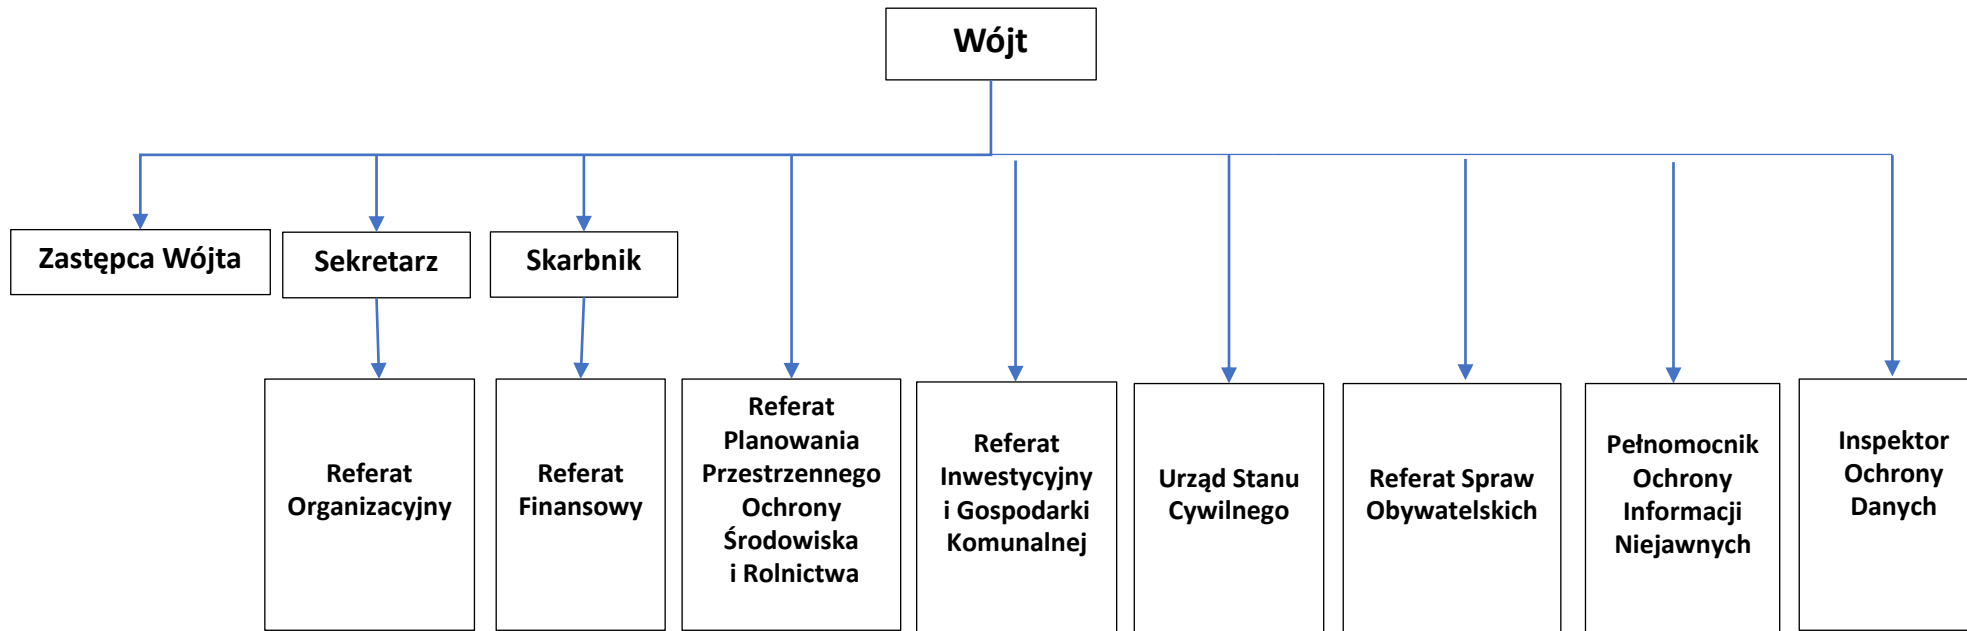 Wójt
Zastępca Wójta
Sekretarz
Skarbnik
Referat
Organizacyjny
Referat
Finansowy
Referat
Planowania
Przestrzennego
Ochrony
Środowiska
i Rolnictwa
Referat
Inwestycyjny
i Gospodarki
Komunalnej
Urząd Stanu
Cywilnego
Referat Spraw
Obywatelskich
Pełnomocnik
Ochrony
Informacji
Niejawnych
Inspektor
Ochrony
Danych